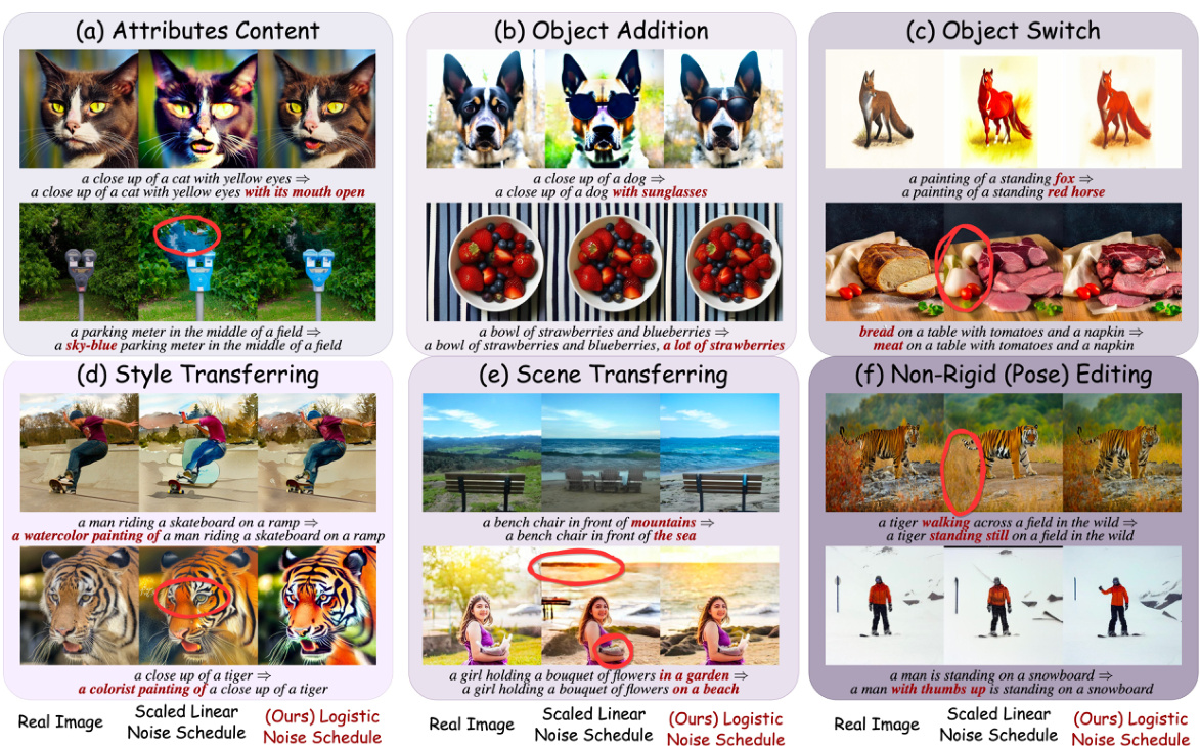 (a) Attributes Content
a close up of a cat with yellow eyes ⇒
a close up of a cat with yellow eyes with its mouth open
a parking meter in the middle of a field ⇒
a sky-blue parking meter in the middle of a field
(b) Object Addition
a close up of a dog ⇒
a close up of a dog with sunglasses
a bowl of strawberries and blueberries ⇒
a bowl of strawberries and blueberries, a lot of strawberries
(c) Object Switch
a painting of a standing fox ⇒
a painting of a standing red horse
bread on a table with tomatoes and a napkin ⇒
meat on a table with tomatoes and a napkin
(d) Style Transferring
a man riding a skateboard on a ramp ⇒
a watercolor painting of a man riding a skateboard on a ramp
a close up of a tiger ⇒
a colorist painting of a close up of a tiger
(e) Scene Transferring
a bench chair in front of mountains ⇒
a bench chair in front of the sea
a girl holding a bouquet of flowers in a garden ⇒
a girl holding a bouquet of flowers on a beach
(f) Non-Rigid (Pose) Editing
a tiger walking across a field in the wild ⇒
a tiger standing still on a field in the wild
a man is standing on a snowboard ⇒
a man with thumbs up is standing on a snowboard
Real Image
Scaled Linear
Noise Schedule
(Ours) Logistic
Noise Schedule
Real Image
Scaled Linear
Noise Schedule
(Ours) Logistic
Noise Schedule
Real Image
Scaled Linear
Noise Schedule
(Ours) Logistic
Noise Schedule